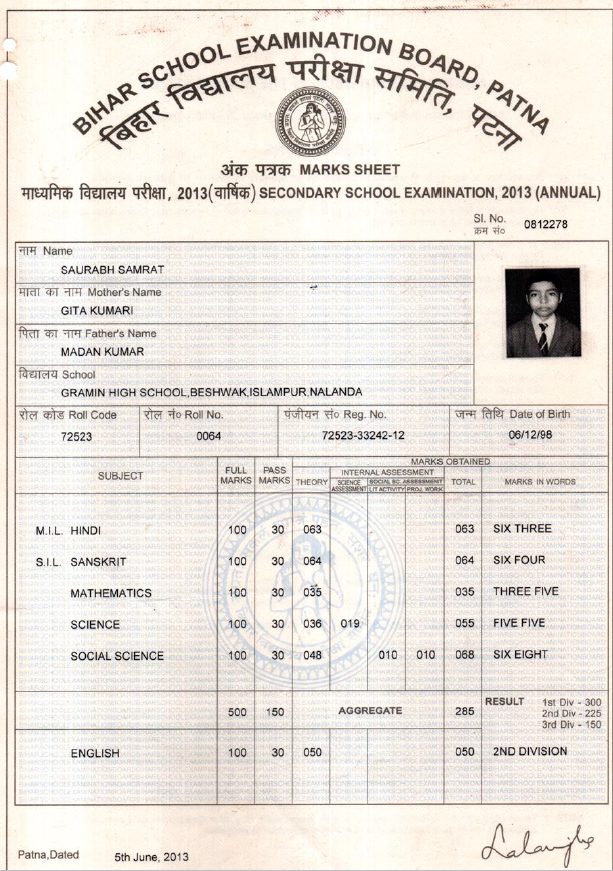 BIHAR SCHOOL EXAMINATION BOARD, PATNA
बिहार विद्यालय परीक्षा समिति, पटना
अंक पत्रक MARKS SHEET
माध्यमिक विद्यालय परीक्षा, 2013(वार्षिक) SECONDARY SCHOOL EXAMINATION, 2013 (ANNUAL)
Sl. No.
क्रम सं० 0812278
नाम Name
SAURABH SAMRAT
माता का नाम Mother's Name
GITA KUMARI
पिता का नाम Father's Name
MADAN KUMAR
विद्यालय School
GRAMIN HIGH SCHOOL,BESHWAK,ISLAMPUR,NALANDA
रोल कोड Roll Code रोल नं० Roll No. पंजीयन सं० Reg. No. जन्म तिथि Date of Birth
72523 0064 72523-33242-12 06/12/98
SUBJECT FULL MARKS PASS MARKS MARKS OBTAINED
THEORY INTERNAL ASSESSMENT TOTAL MARKS IN WORDS
SCIENCE ASSESSMENT SOCIAL SC. ASSESSMENT
LIT ACTIVITY PROJ. WORK
M.I.L. HINDI 100 30 063 063 SIX THREE
S.I.L. SANSKRIT 100 30 064 064 SIX FOUR
MATHEMATICS 100 30 035 035 THREE FIVE
SCIENCE 100 30 036 019 055 FIVE FIVE
SOCIAL SCIENCE 100 30 048 010 010 068 SIX EIGHT
500 150 AGGREGATE 285 RESULT 1st Div - 300
2nd Div - 225
3rd Div - 150
ENGLISH 100 30 050 050 2ND DIVISION
Patna,Dated 5th June, 2013